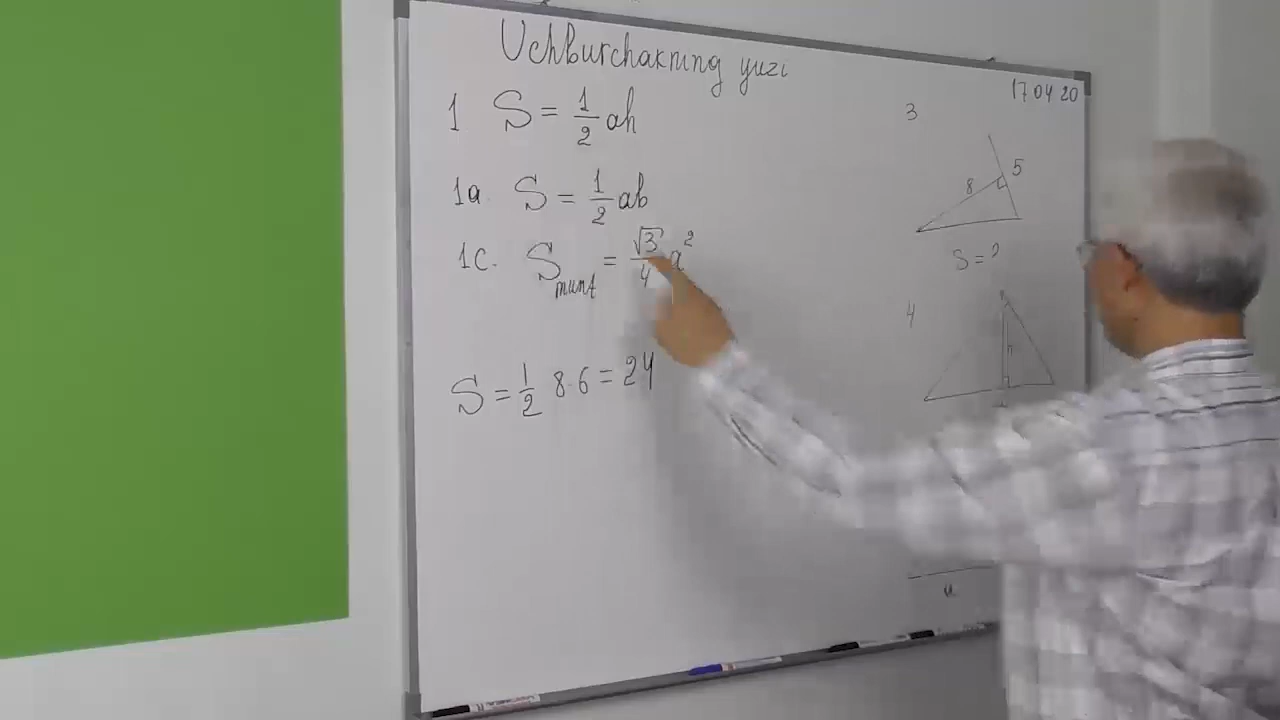 Uchburchakning yuzi
17 04 20
1 S = 1/2 ah
1a. S = 1/2 ab
1c. S munt = √3/4 a²
S = 1/2 8·6 = 24
3
8 5
S = ?
4
h
a